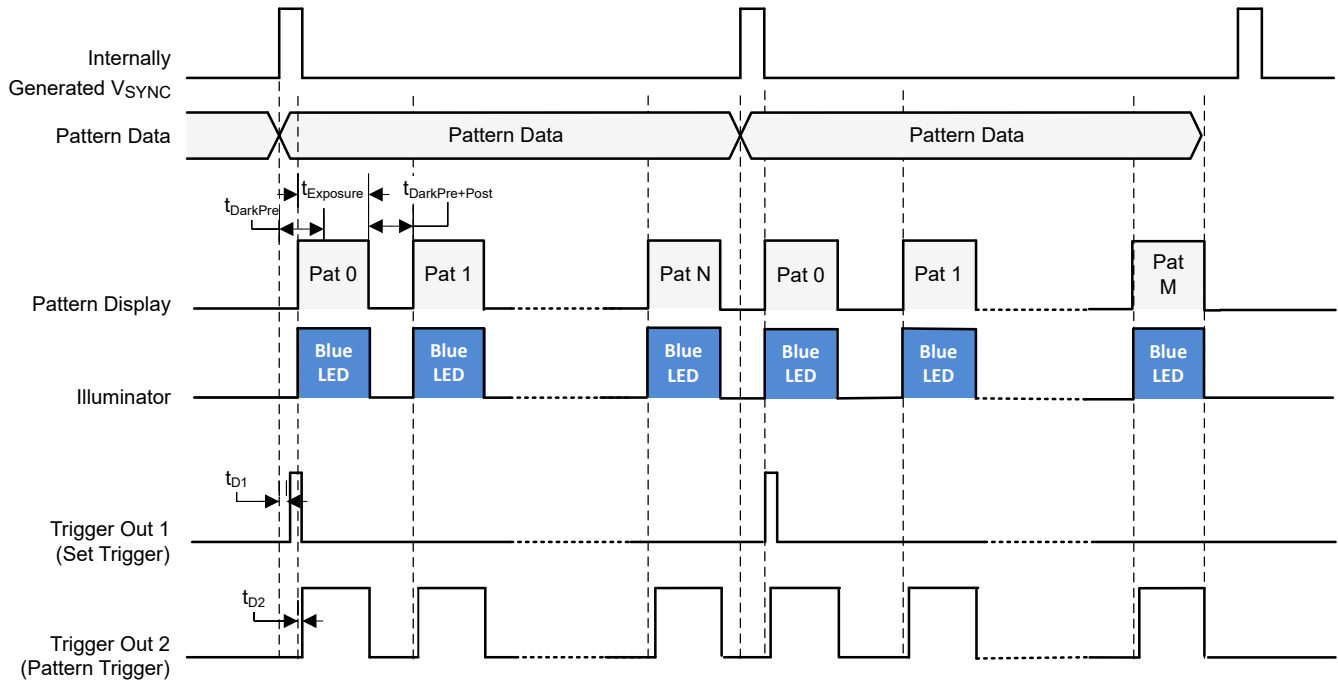 Internally
Generated VSYNC
Pattern Data
Pattern Data
Pattern Data
tExposure
tDarkPre+Post
tDarkPre
Pat 0
Pat 1
Pat N
Pat 0
Pat 1
Pat
M
Pattern Display
Blue
LED
Blue
LED
Blue
LED
Blue
LED
Blue
LED
Blue
LED
Illuminator
tD1
Trigger Out 1
(Set Trigger)
tD2
Trigger Out 2
(Pattern Trigger)